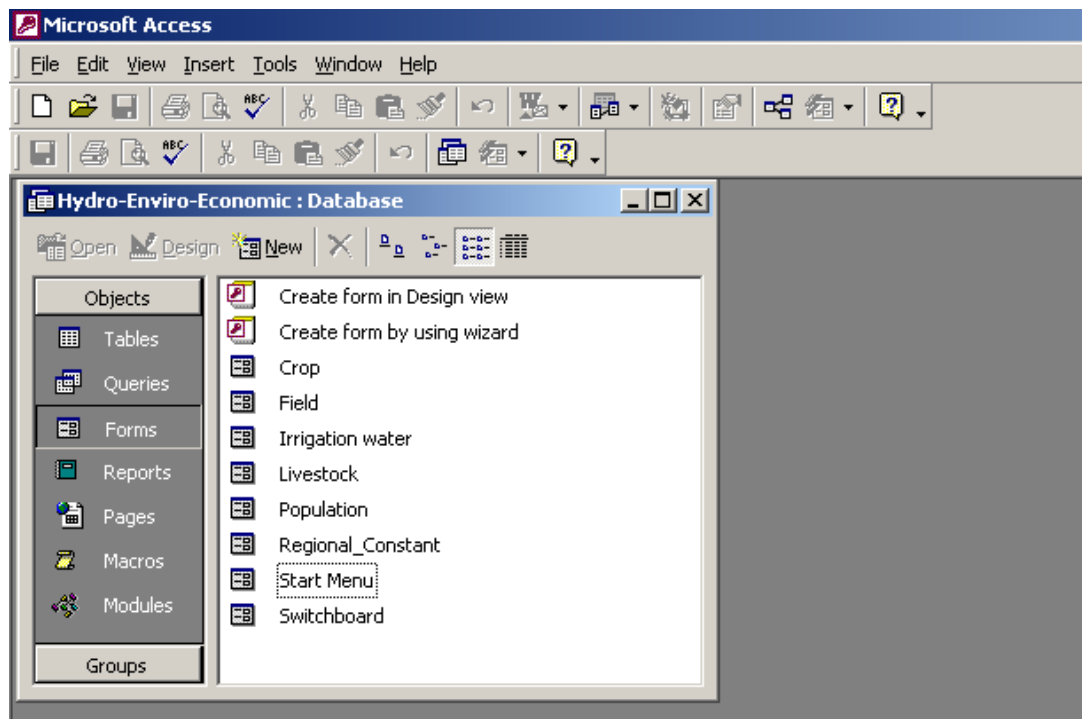 Microsoft Access
File Edit View Insert Tools Window Help
ABC
ABC
Hydro-Enviro-Economic : Database
Open Design New
Objects
Tables
Queries
Forms
Reports
Pages
Macros
Modules
Groups
Create form in Design view
Create form by using wizard
Crop
Field
Irrigation water
Livestock
Population
Regional_Constant
Start Menu
Switchboard